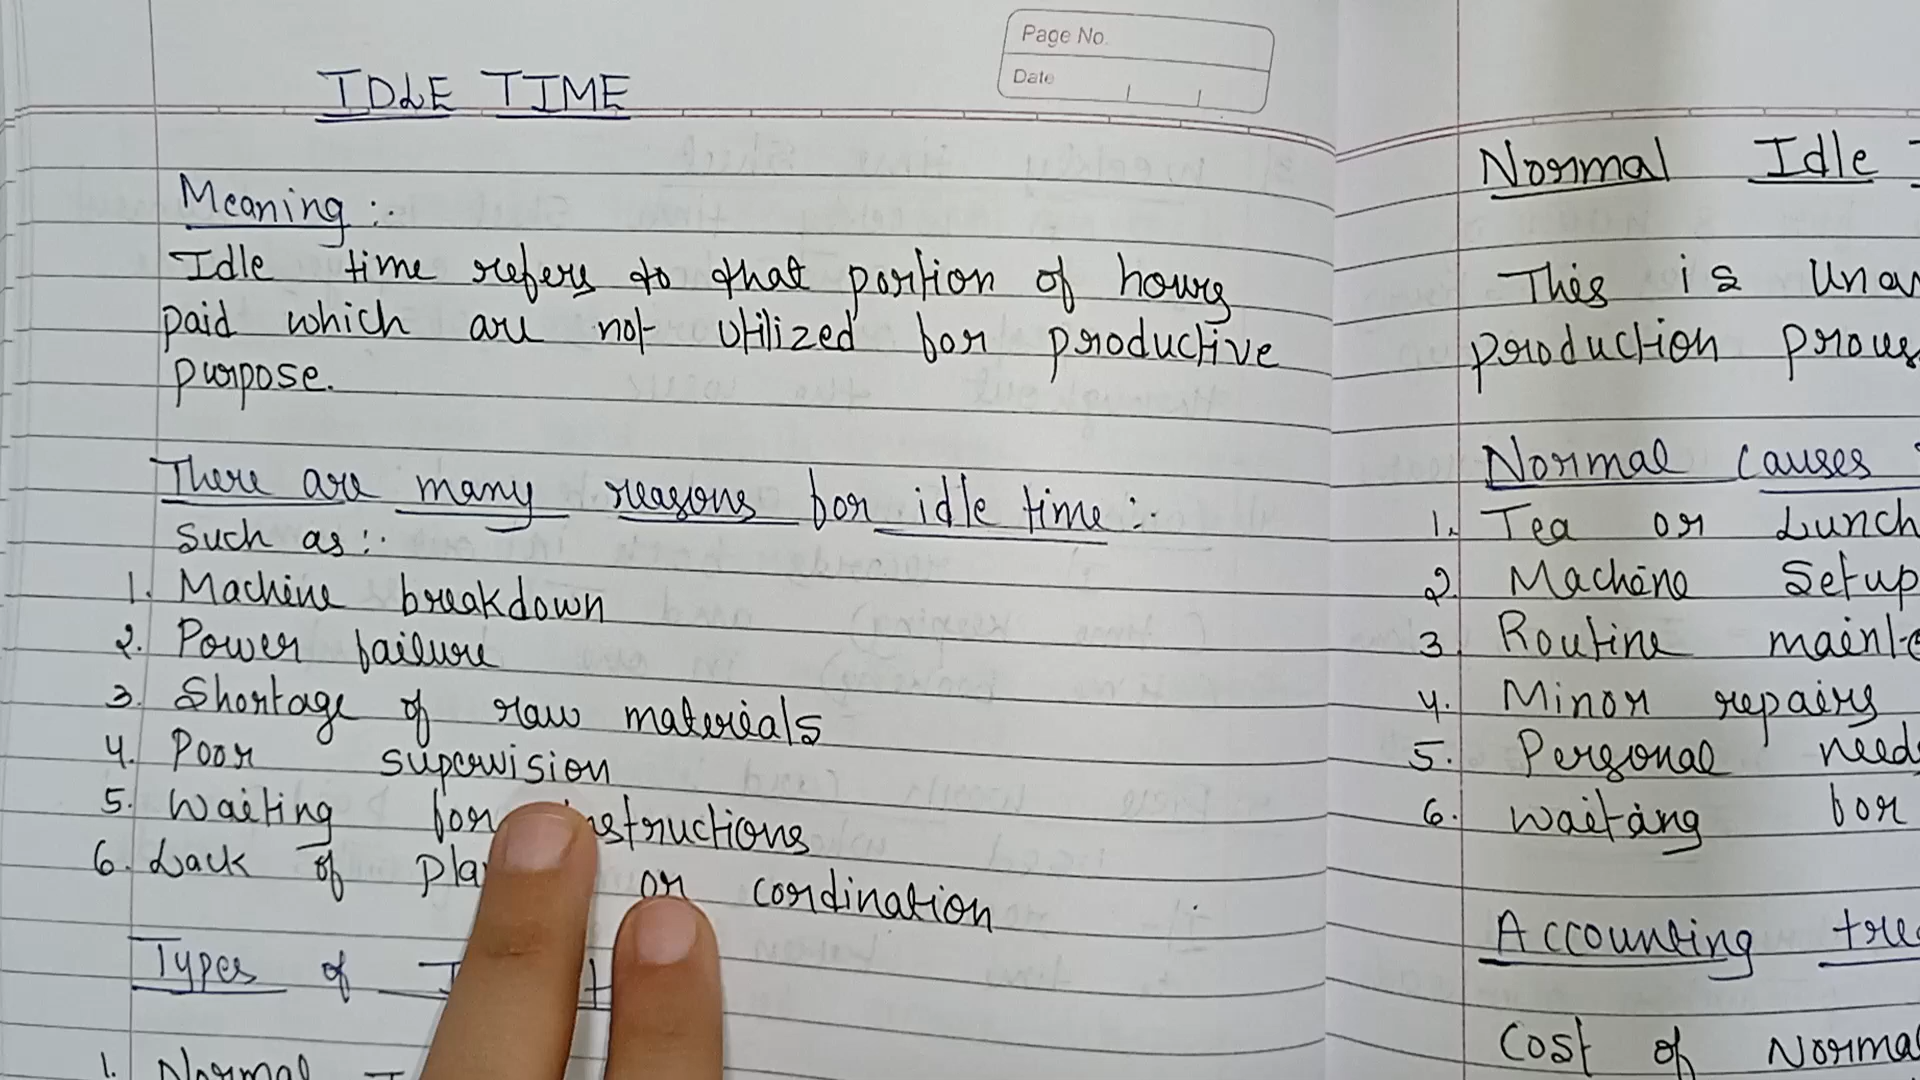 Page No.
Date
IDLE TIME
Meaning :-
Idle time refers to that portion of hours
paid which are not utilized for productive
purpose.
There are many reasons for idle time :-
Such as :-
1. Machine breakdown
2. Power failure
3. Shortage of raw materials
4. Poor supervision
5. Waiting for instructions
6. Lack of or cordination
Types of
1. Normal
Normal Idle
This is
production
Normal Causes
1. Tea or Lunch
2. Machine Setup
3. Routine
4. Minor repairs
5. Personal need
6. Waiting for
Accounting
Cost of Normal